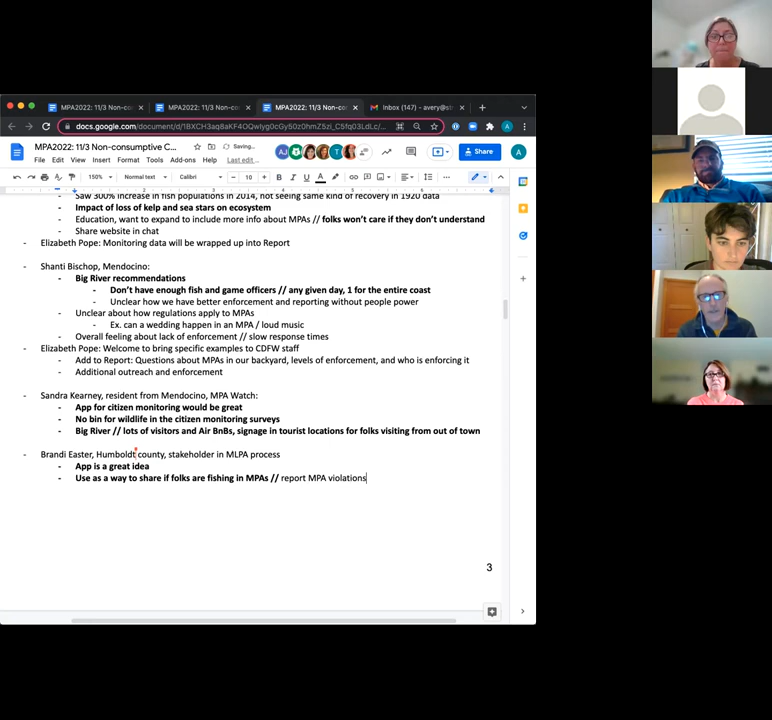 MPA2022: 11/3 Non-co
MPA2022: 11/3 Non-co
MPA2022: 11/3 Non-co
Inbox (147) - avery@st
docs.google.com/document/d/
MPA2022: 11/3 Non-consumptive C...
Saving...
File Edit View Insert Format Tools Add-ons Help Last edit ...
AJ
T
Share
A
150% Normal text Calibri 10 B I U A
Saw 300% increase in fish populations in 2014, not seeing same kind of recovery in 1920 data
- Impact of loss of kelp and sea stars on ecosystem
- Education, want to expand to include more info about MPAs // folks won't care if they don't understand
- Share website in chat
- Elizabeth Pope: Monitoring data will be wrapped up into Report
- Shanti Bischop, Mendocino:
- Big River recommendations
- Don't have enough fish and game officers // any given day, 1 for the entire coast
- Unclear how we have better enforcement and reporting without people power
- Unclear about how regulations apply to MPAs
- Ex. can a wedding happen in an MPA / loud music
- Overall feeling about lack of enforcement // slow response times
- Elizabeth Pope: Welcome to bring specific examples to CDFW staff
- Add to Report: Questions about MPAs in our backyard, levels of enforcement, and who is enforcing it
- Additional outreach and enforcement
- Sandra Kearney, resident from Mendocino, MPA Watch:
- App for citizen monitoring would be great
- No bin for wildlife in the citizen monitoring surveys
- Big River // lots of visitors and Air BnBs, signage in tourist locations for folks visiting from out of town
- Brandi Easter, Humboldt county, stakeholder in MLPA process
- App is a great idea
- Use as a way to share if folks are fishing in MPAs // report MPA violations
3